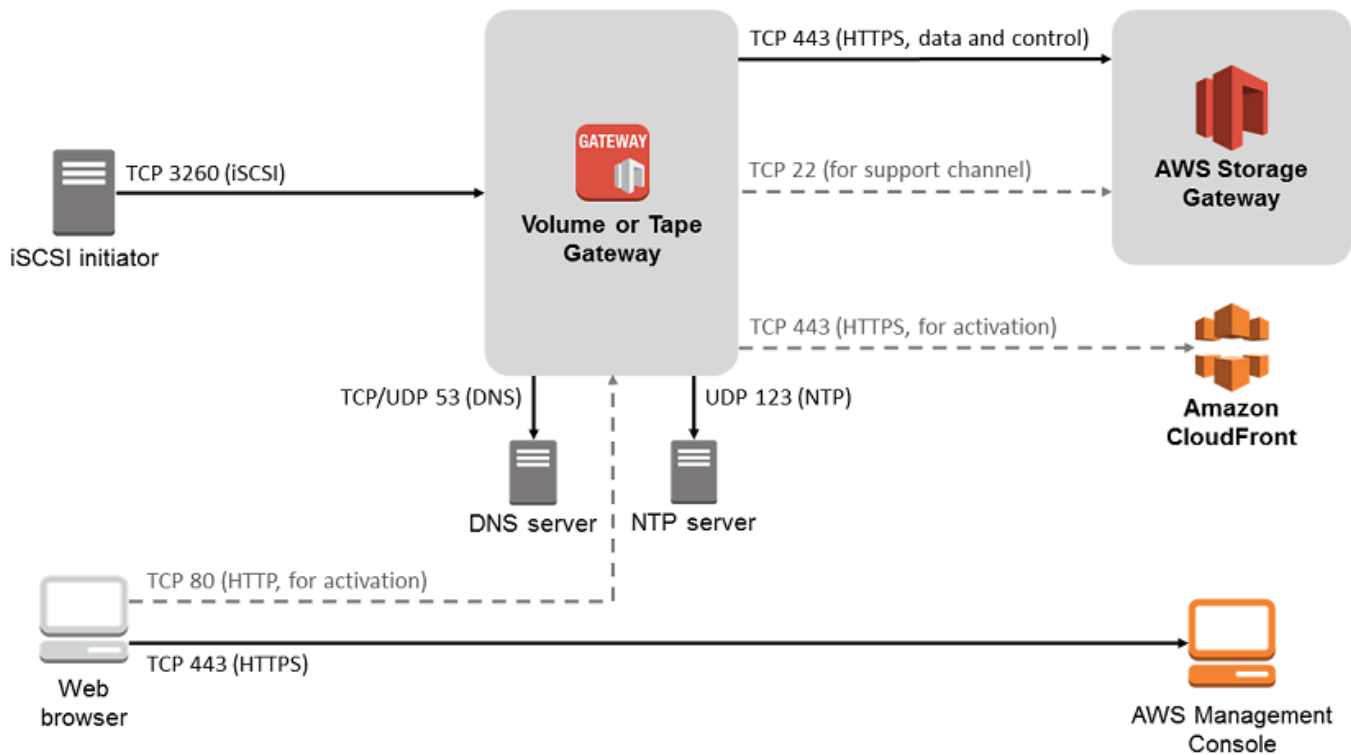 TCP 443 (HTTPS, data and control)
GATEWAY
TCP 3260 (iSCSI)
TCP 22 (for support channel)
AWS Storage
Gateway
Volume or Tape
Gateway
iSCSI initiator
TCP 443 (HTTPS, for activation)
TCP/UDP 53 (DNS)
UDP 123 (NTP)
Amazon
CloudFront
DNS server
NTP server
TCP 80 (HTTP, for activation)
TCP 443 (HTTPS)
Web
browser
AWS Management
Console